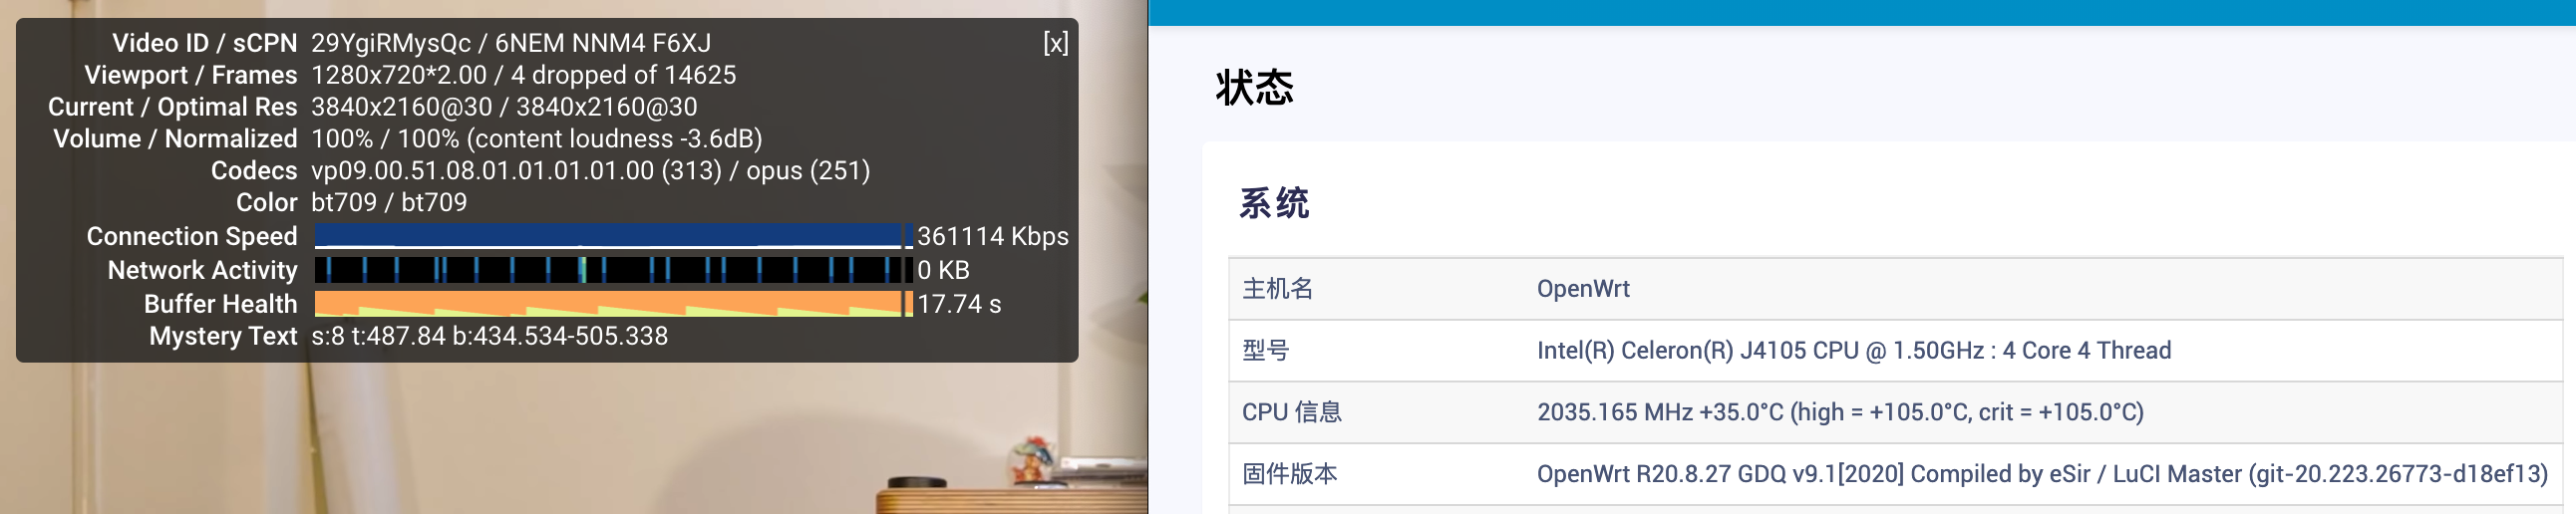 Video ID / sCPN 29YgiRMysQc / 6NEM NNM4 F6XJ [x]
Viewport / Frames 1280x720*2.00 / 4 dropped of 14625
Current / Optimal Res 3840x2160@30 / 3840x2160@30
Volume / Normalized 100% / 100% (content loudness -3.6dB)
Codecs vp09.00.51.08.01.01.01.01.00 (313) / opus (251)
Color bt709 / bt709
Connection Speed 361114 Kbps
Network Activity 0 KB
Buffer Health 17.74 s
Mystery Text s:8 t:487.84 b:434.534-505.338
状态
系统
主机名 OpenWrt
型号 Intel(R) Celeron(R) J4105 CPU @ 1.50GHz : 4 Core 4 Thread
CPU 信息 2035.165 MHz +35.0°C (high = +105.0°C, crit = +105.0°C)
固件版本 OpenWrt R20.8.27 GDQ v9.1[2020] Compiled by eSir / LuCI Master (git-20.223.26773-d18ef13)